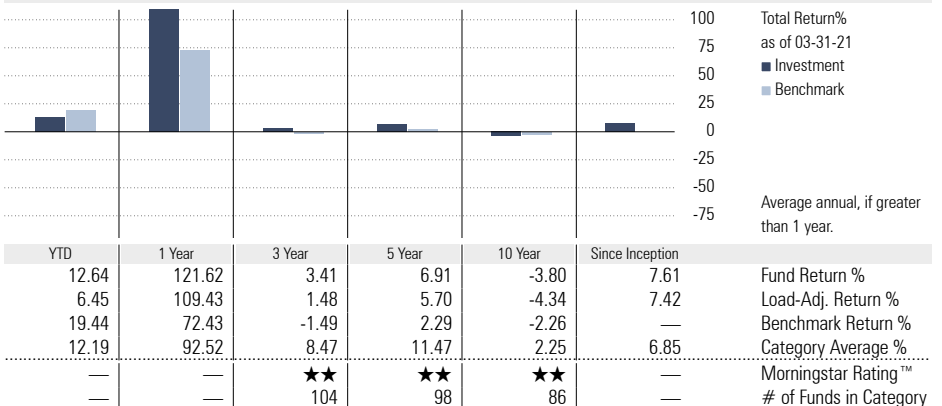 100
75
50
25
0
-25
-50
-75
Total Return%
as of 03-31-21
■ Investment
■ Benchmark
Average annual, if greater
than 1 year.
YTD 1 Year 3 Year 5 Year 10 Year Since Inception
12.64 121.62 3.41 6.91 -3.80 7.61 Fund Return %
6.45 109.43 1.48 5.70 -4.34 7.42 Load-Adj. Return %
19.44 72.43 -1.49 2.29 -2.26 — Benchmark Return %
12.19 92.52 8.47 11.47 2.25 6.85 Category Average %
— — ★★ ★★ ★★ — Morningstar Rating™
— — 104 98 86 — # of Funds in Category